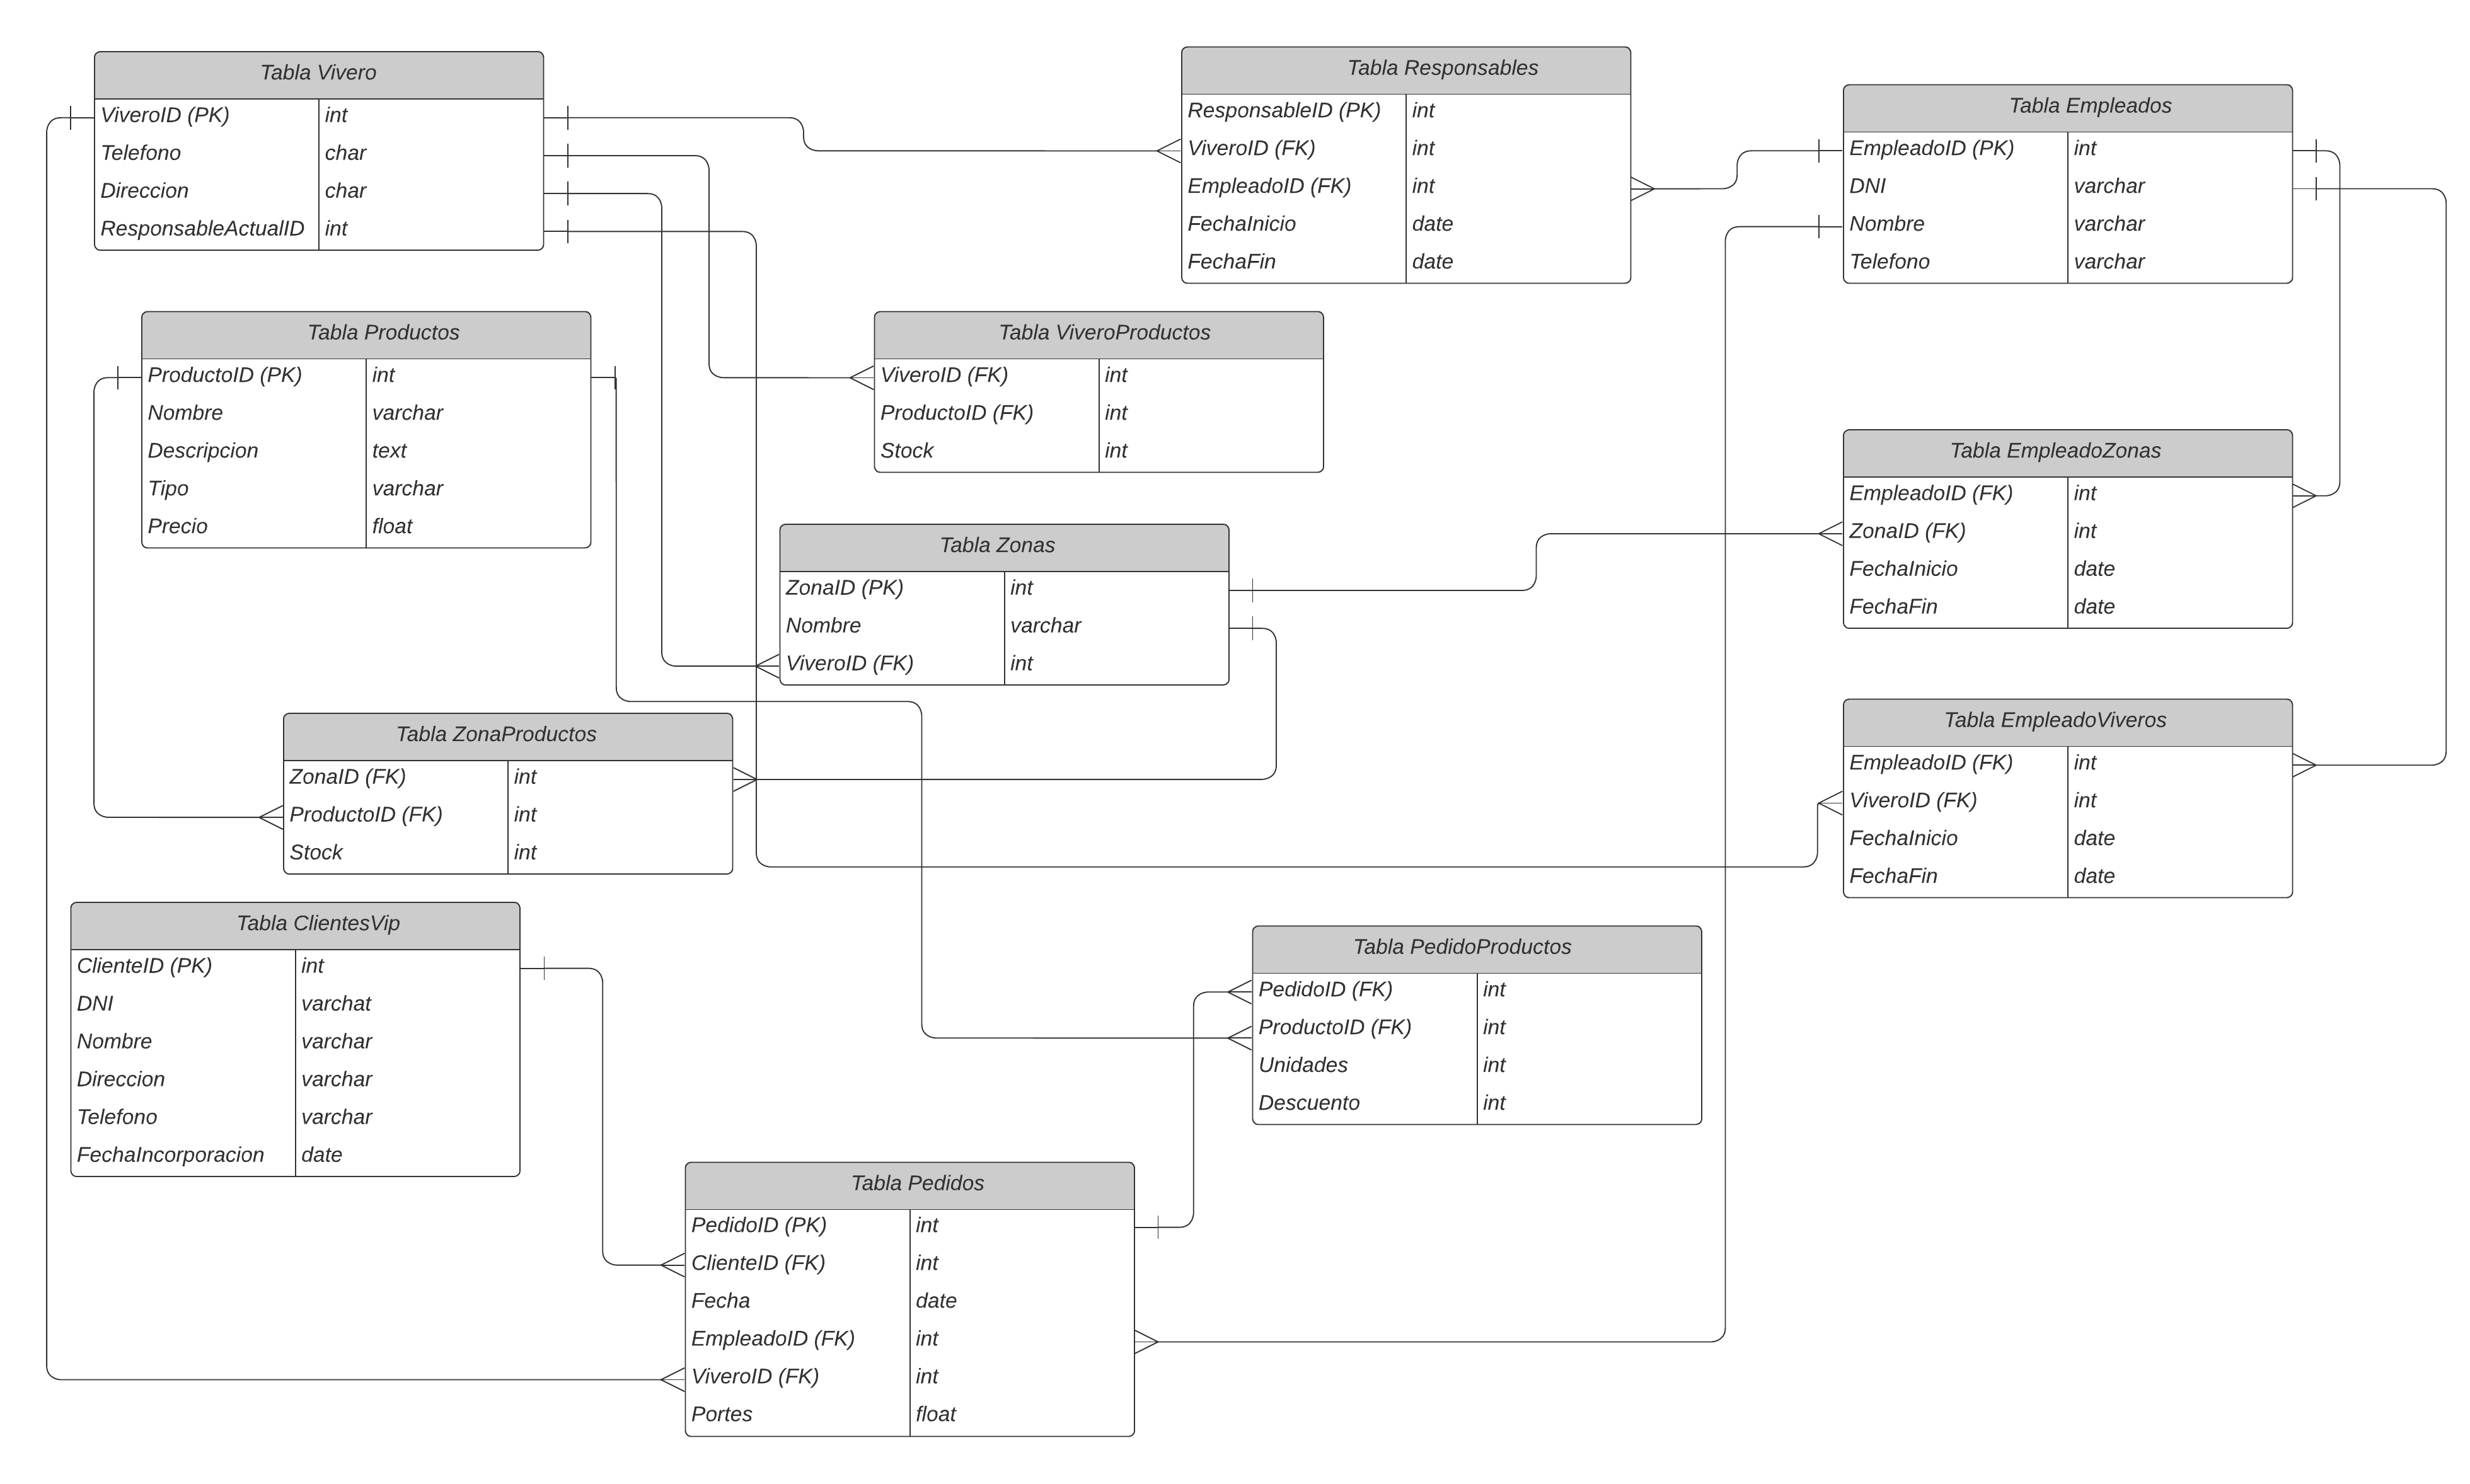 Tabla Vivero
ViveroID (PK) int
Telefono char
Direccion char
ResponsableActualID int
Tabla Responsables
ResponsableID (PK) int
ViveroID (FK) int
EmpleadoID (FK) int
FechaInicio date
FechaFin date
Tabla Empleados
EmpleadoID (PK) int
DNI varchar
Nombre varchar
Telefono varchar
Tabla Productos
ProductoID (PK) int
Nombre varchar
Descripcion text
Tipo varchar
Precio float
Tabla ViveroProductos
ViveroID (FK) int
ProductoID (FK) int
Stock int
Tabla EmpleadoZonas
EmpleadoID (FK) int
ZonaID (FK) int
FechaInicio date
FechaFin date
Tabla Zonas
ZonaID (PK) int
Nombre varchar
ViveroID (FK) int
Tabla ZonaProductos
ZonaID (FK) int
ProductoID (FK) int
Stock int
Tabla EmpleadoViveros
EmpleadoID (FK) int
ViveroID (FK) int
FechaInicio date
FechaFin date
Tabla ClientesVip
ClienteID (PK) int
DNI varchat
Nombre varchar
Direccion varchar
Telefono varchar
FechaIncorporacion date
Tabla PedidoProductos
PedidoID (FK) int
ProductoID (FK) int
Unidades int
Descuento int
Tabla Pedidos
PedidoID (PK) int
ClienteID (FK) int
Fecha date
EmpleadoID (FK) int
ViveroID (FK) int
Portes float